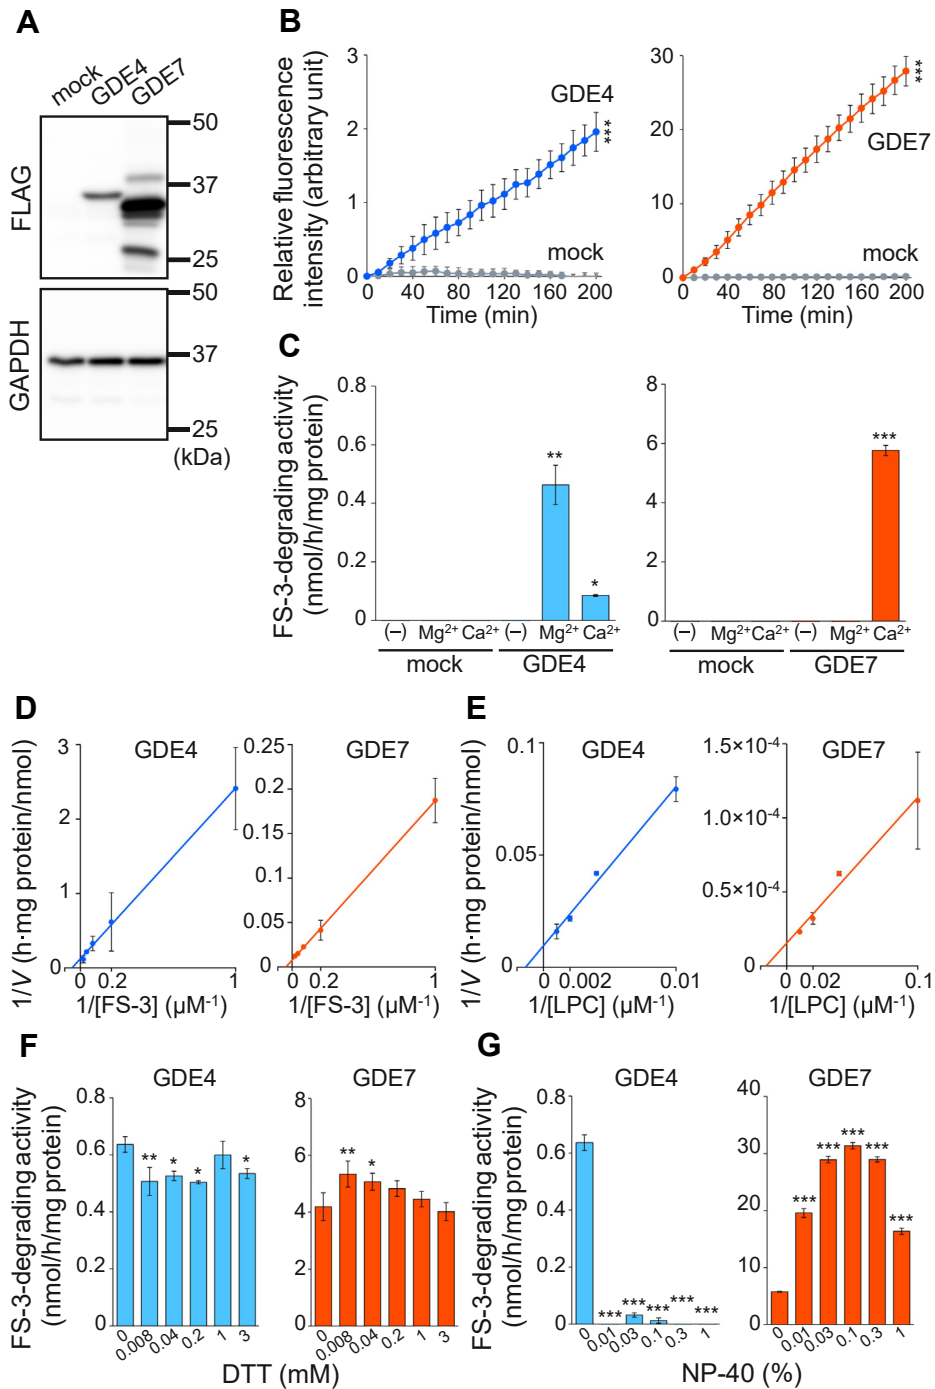 A
mock
GDE4
GDE7
FLAG
50
37
25
GAPDH
50
37
25
(kDa)
B
Relative fluorescence
intensity (arbitrary unit)
3
2
1
0
GDE4
***
mock
0 40 80 120 160 200
Time (min)
30
20
10
0
***
GDE7
mock
0 40 80 120 160 200
Time (min)
C
FS-3-degrading activity
(nmol/h/mg protein)
0.8
0.6
0.4
0.2
0
**
*
(–) Mg²⁺ Ca²⁺ (–) Mg²⁺ Ca²⁺
mock GDE4
8
6
4
2
0
***
(–) Mg²⁺ Ca²⁺ (–) Mg²⁺ Ca²⁺
mock GDE7
D
1/V (h·mg protein/nmol)
GDE4
3
2
1
0
0 0.2 1
1/[FS-3] (μM⁻¹)
GDE7
0.25
0.2
0.15
0.1
0.05
0
0 0.2 1
1/[FS-3] (μM⁻¹)
E
1/V (h·mg protein/nmol)
GDE4
0.1
0.05
0
0 0.002 0.01
1/[LPC] (μM⁻¹)
GDE7
1.5×10⁻⁴
1.0×10⁻⁴
0.5×10⁻⁴
0
0 0.02 0.1
1/[LPC] (μM⁻¹)
F
FS-3-degrading activity
(nmol/h/mg protein)
GDE4
0.8
0.6
0.4
0.2
0
** * * *
0 0.008 0.04 0.2 1 3
GDE7
8
6
4
2
0
** *
0 0.008 0.04 0.2 1 3
DTT (mM)
G
FS-3-degrading activity
(nmol/h/mg protein)
GDE4
0.8
0.6
0.4
0.2
0
*** *** *** *** ***
0 0.01 0.03 0.1 0.3 1
GDE7
40
30
20
10
0
*** *** *** *** ***
0 0.01 0.03 0.1 0.3 1
NP-40 (%)